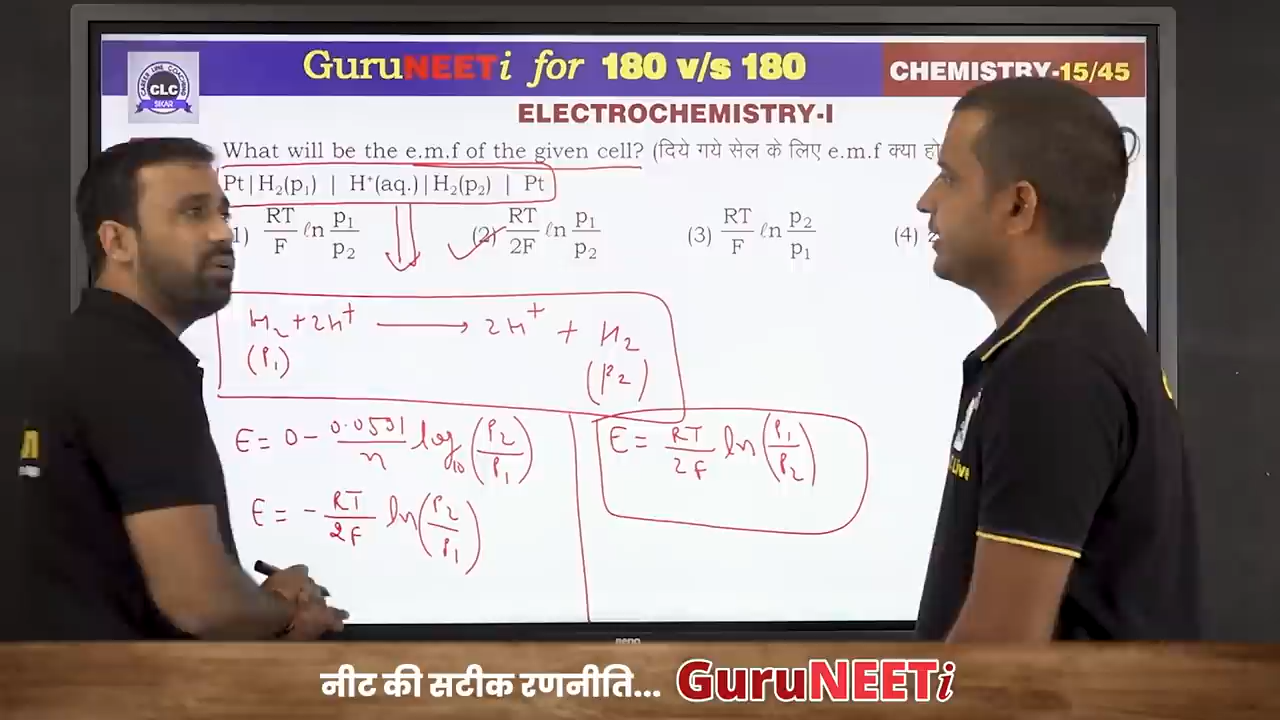 GuruNEETi for 180 v/s 180
CHEMISTRY-15/45
CLC
SIKAR
ELECTROCHEMISTRY-I
What will be the e.m.f of the given cell? (दिये गये सेल के लिए e.m.f क्या हो
Pt | H₂(p₁) | H⁺(aq.) | H₂(p₂) | Pt
1) RT/F ln p₁/p₂ (2) RT/2F ln p₁/p₂ (3) RT/F ln p₂/p₁ (4)
H₂ + 2H⁺ ⟶ 2H⁺ + H₂
(P₁) (P₂)
E = 0 - 0.0591/n log₁₀ (P₂/P₁)
E = - RT/2F ln (P₂/P₁)
E = RT/2F ln (P₁/P₂)
Live
नीट की सटीक रणनीति... GuruNEETi